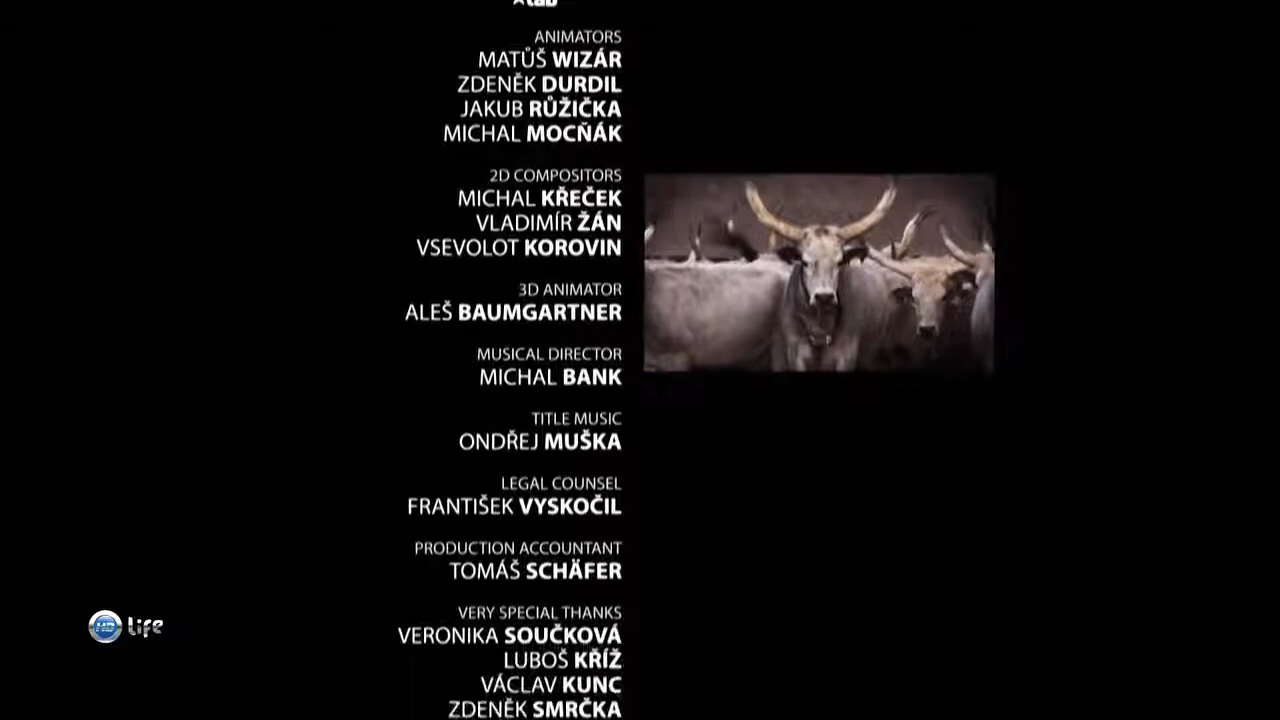 lab
ANIMATORS
MATŮŠ WIZÁR
ZDENĚK DURDIL
JAKUB RŮŽIČKA
MICHAL MOCŇÁK
2D COMPOSITORS
MICHAL KŘEČEK
VLADIMÍR ŽÁN
VSEVOLOT KOROVIN
3D ANIMATOR
ALEŠ BAUMGARTNER
MUSICAL DIRECTOR
MICHAL BANK
TITLE MUSIC
ONDŘEJ MUŠKA
LEGAL COUNSEL
FRANTIŠEK VYSKOČIL
PRODUCTION ACCOUNTANT
TOMÁŠ SCHÄFER
VERY SPECIAL THANKS
VERONIKA SOUČKOVÁ
LUBOŠ KŘÍŽ
VÁCLAV KUNC
ZDENĚK SMRČKA
HD Life